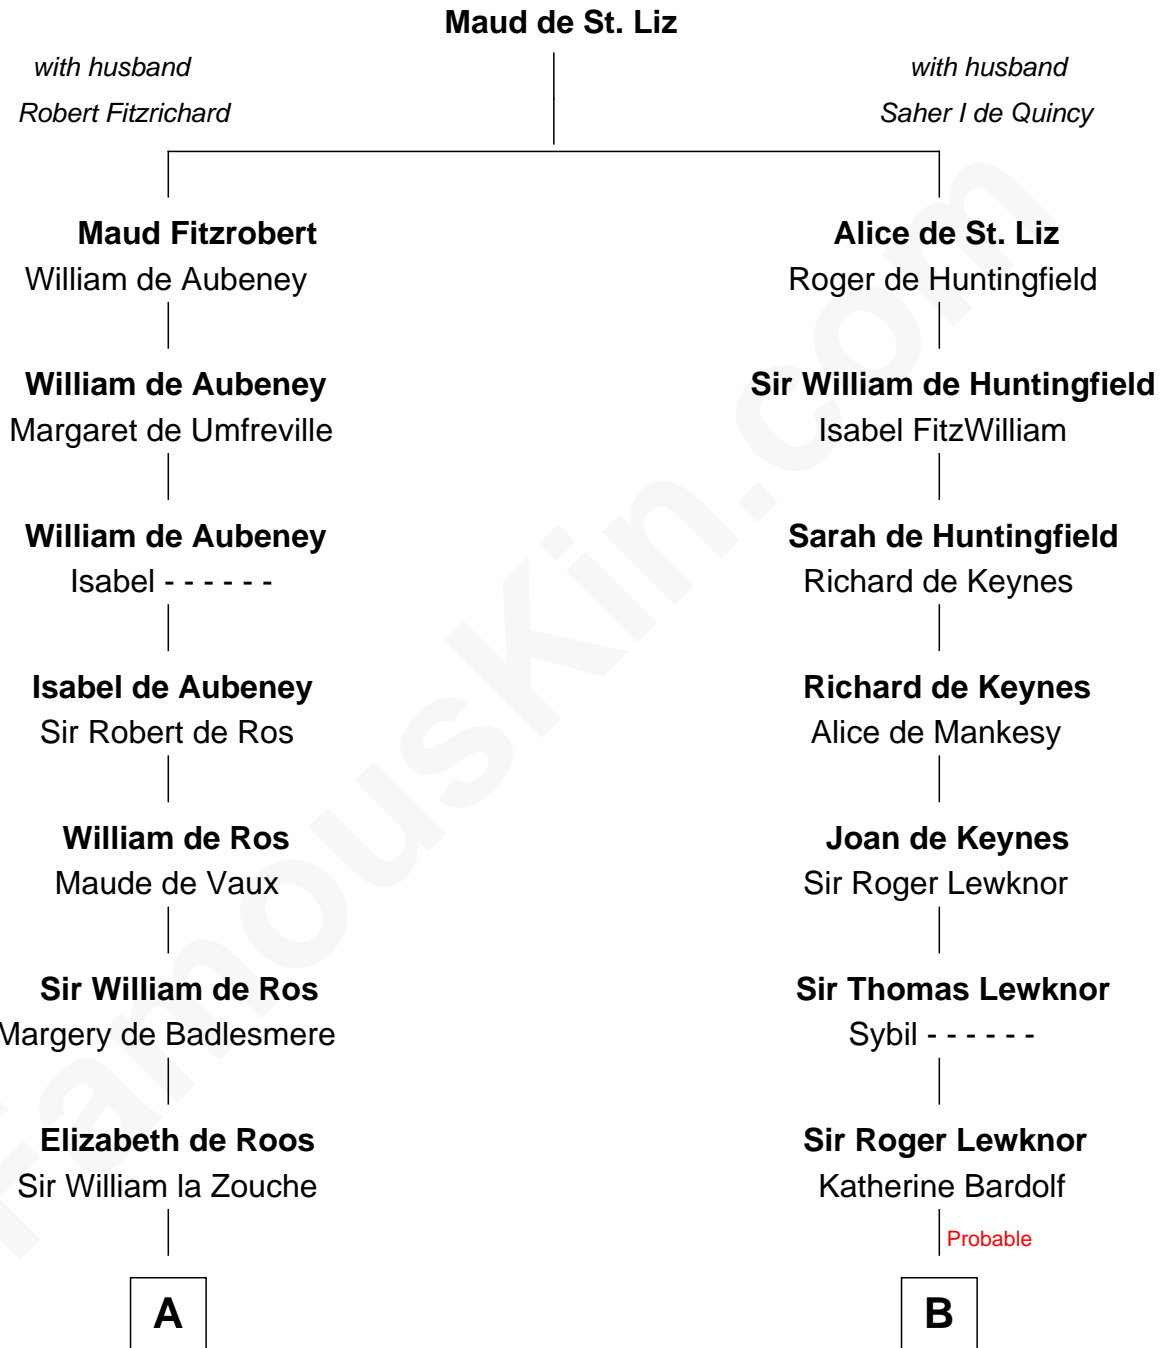 Maud de St. Liz
with husband
Robert Fitzrichard
with husband
Saher I de Quincy
Maud Fitzrobert
William de Aubeney
Alice de St. Liz
Roger de Huntingfield
William de Aubeney
Margaret de Umfreville
Sir William de Huntingfield
Isabel FitzWilliam
William de Aubeney
Isabel - - - - - -
Sarah de Huntingfield
Richard de Keynes
Isabel de Aubeney
Sir Robert de Ros
Richard de Keynes
Alice de Mankesy
William de Ros
Maude de Vaux
Joan de Keynes
Sir Roger Lewknor
Sir William de Ros
Margery de Badlesmere
Sir Thomas Lewknor
Sybil - - - - - -
Elizabeth de Roos
Sir William la Zouche
Sir Roger Lewknor
Katherine Bardolf
Probable
A
B
FamousKin.com